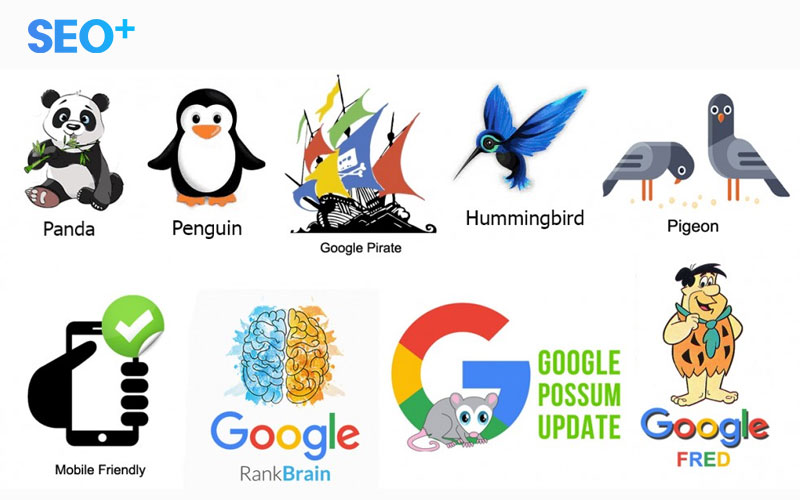 SEO+
Panda
Penguin
Google Pirate
Hummingbird
Pigeon
Mobile Friendly
Google
RankBrain
G
GOOGLE
POSSUM
UPDATE
Google
FRED